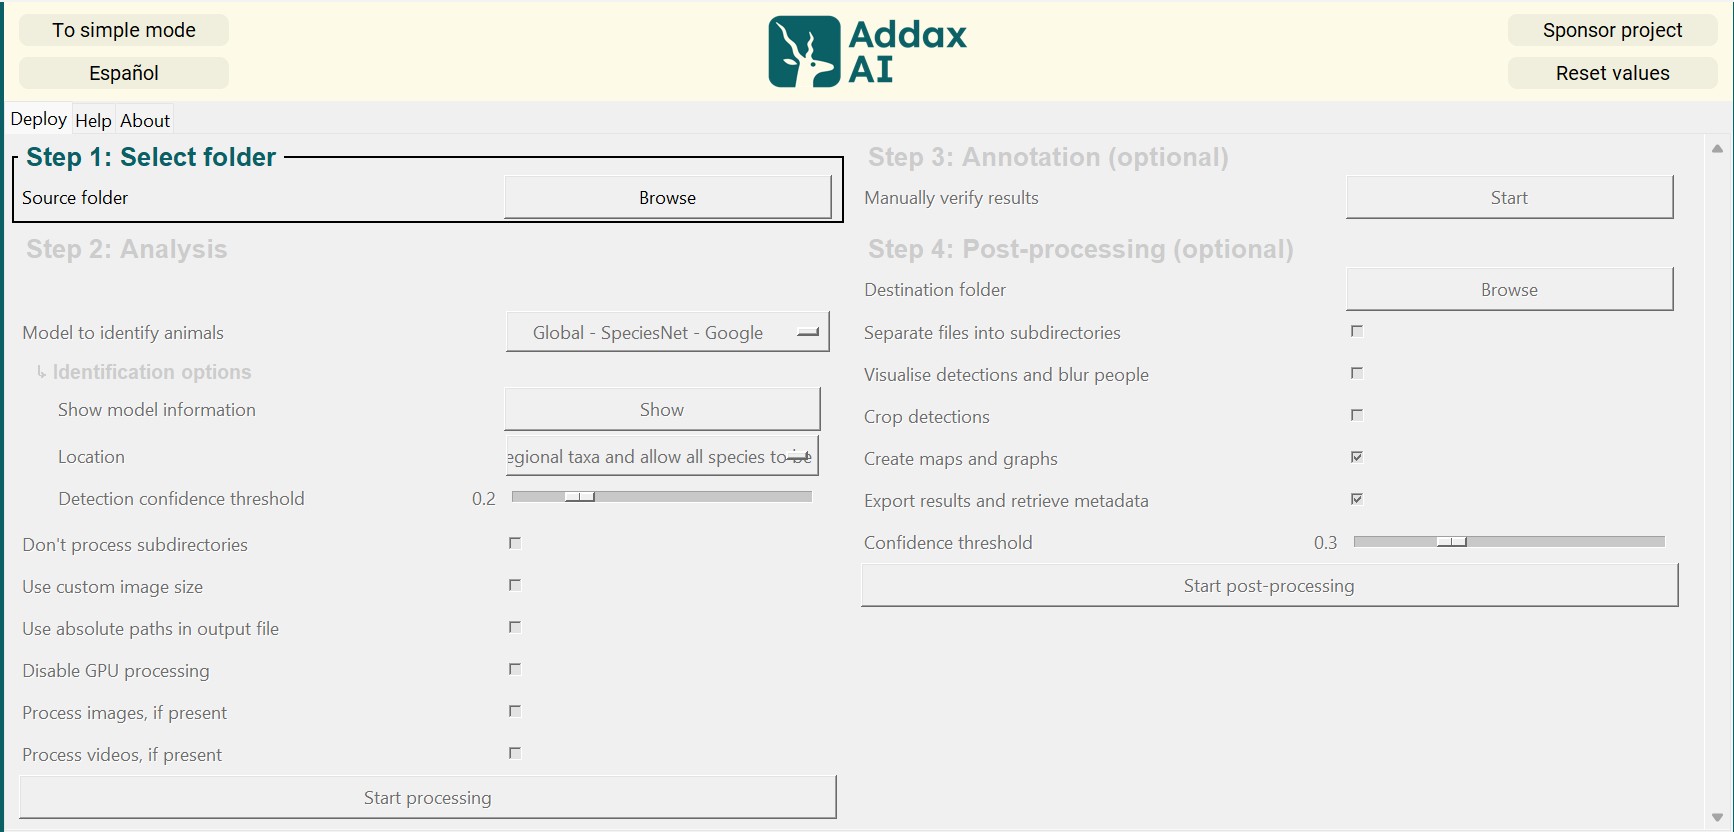 To simple mode
Español
Addax
AI
Sponsor project
Reset values
Deploy Help About
Step 1: Select folder
Source folder
Browse
Step 2: Analysis
Model to identify animals
Global - SpeciesNet - Google
↳ Identification options
Show model information
Show
Location
egional taxa and allow all species to be
Detection confidence threshold
0.2
Don't process subdirectories
Use custom image size
Use absolute paths in output file
Disable GPU processing
Process images, if present
Process videos, if present
Start processing
Step 3: Annotation (optional)
Manually verify results
Start
Step 4: Post-processing (optional)
Destination folder
Browse
Separate files into subdirectories
Visualise detections and blur people
Crop detections
Create maps and graphs
Export results and retrieve metadata
Confidence threshold
0.3
Start post-processing